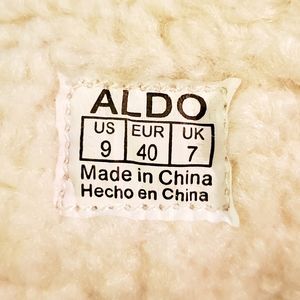 ALDO
US EUR UK
9 40 7
Made in China
Hecho en China